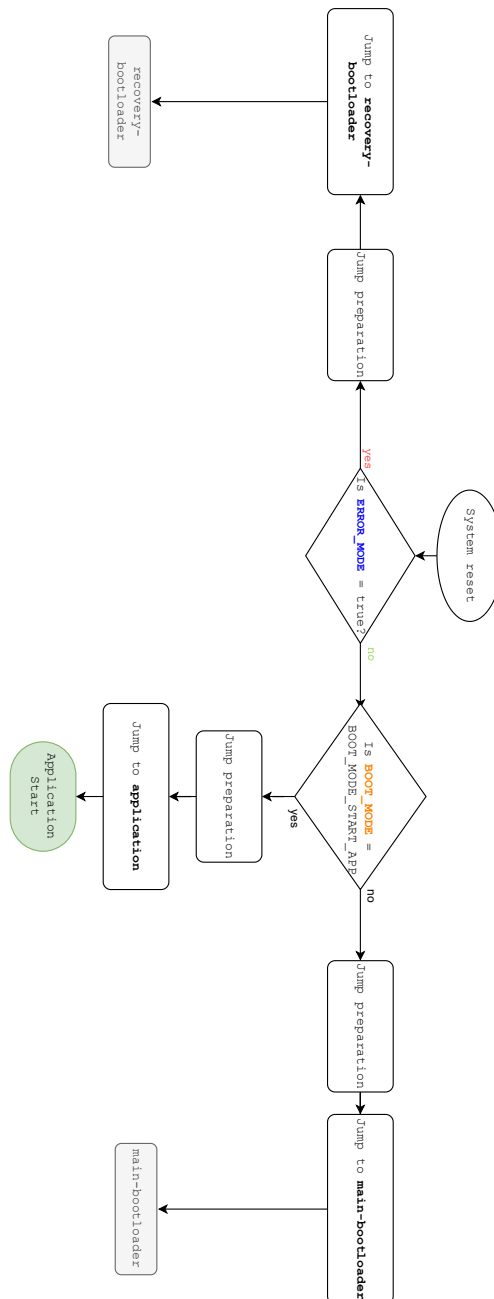 System reset
Is ERROR_MODE = true?
yes
no
Jump preparation
Jump to recovery-
bootloader
recovery-
bootloader
Is BOOT_MODE =
BOOT_MODE_START_APP
yes
no
Jump preparation
Jump to application
Application
Start
Jump preparation
Jump to main-bootloader
main-bootloader